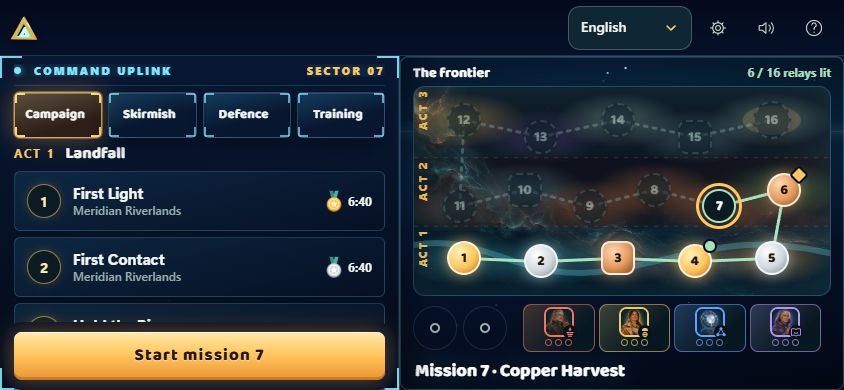 English
COMMAND UPLINK
SECTOR 07
Campaign
Skirmish
Defence
Training
ACT 1 Landfall
1
First Light
Meridian Riverlands
6:40
2
First Contact
Meridian Riverlands
6:40
Start mission 7
The frontier
6 / 16 relays lit
ACT 3
12
13
14
15
16
ACT 2
11
10
9
8
7
6
ACT 1
1
2
3
4
5
Mission 7 · Copper Harvest